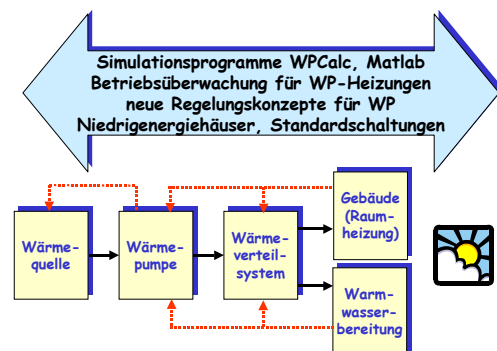 Simulationsprogramme WPCalc, Matlab
Betriebsüberwachung für WP-Heizungen
neue Regelungskonzepte für WP
Niedrigenergiehäuser, Standardschaltungen
Wärme-
quelle
Wärme-
pumpe
Wärme-
verteil-
system
Gebäude
(Raum-
heizung)
Warm-
wasser-
bereitung